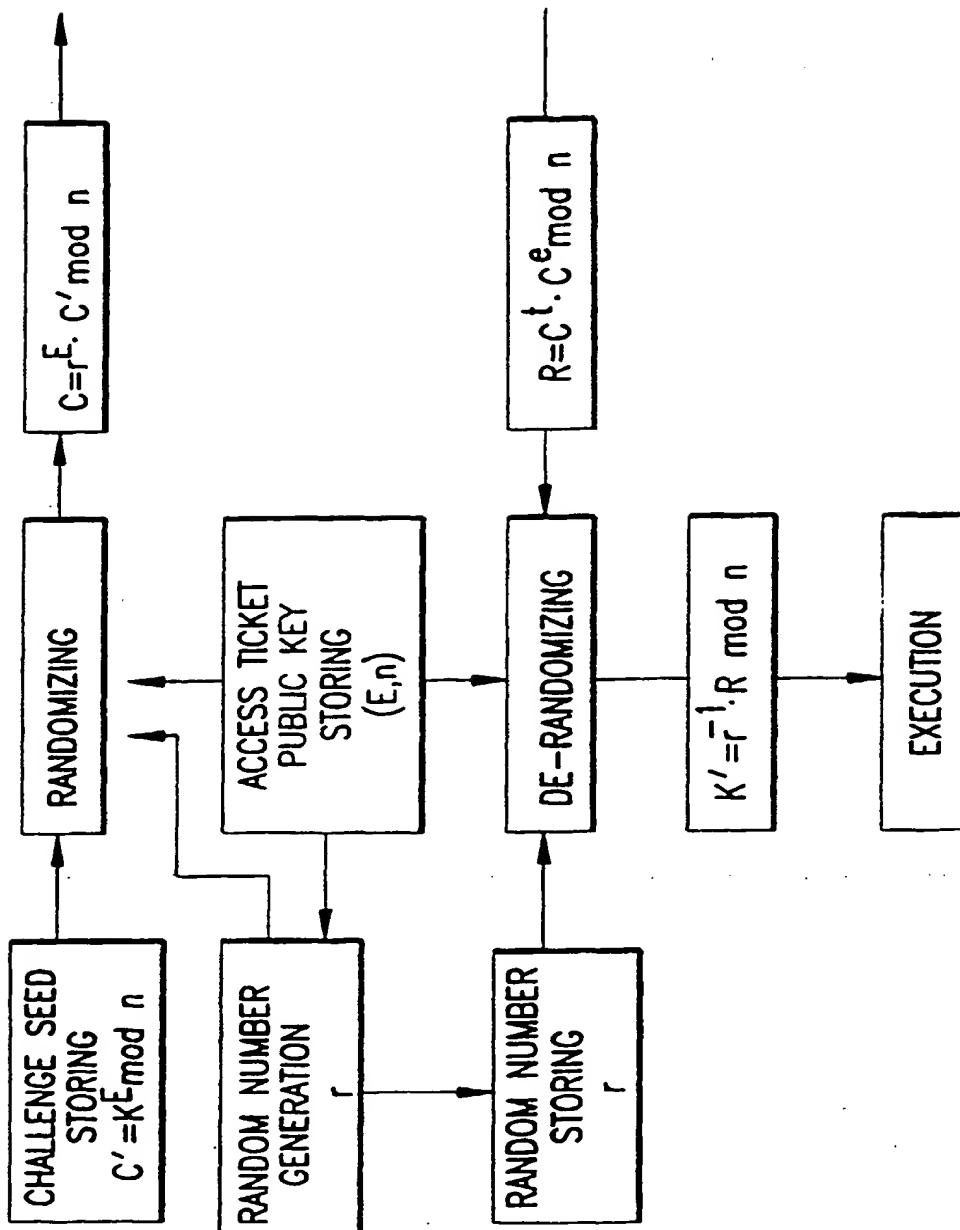 CHALLENGE SEED
STORING
C'=K^E mod n
RANDOMIZING
C=r^E· C' mod n
RANDOM NUMBER
GENERATION
r
ACCESS TICKET
PUBLIC KEY
STORING
(E,n)
RANDOM NUMBER
STORING
r
DE-RANDOMIZING
R=C^t· C^e mod n
K'=r^-1· R mod n
EXECUTION